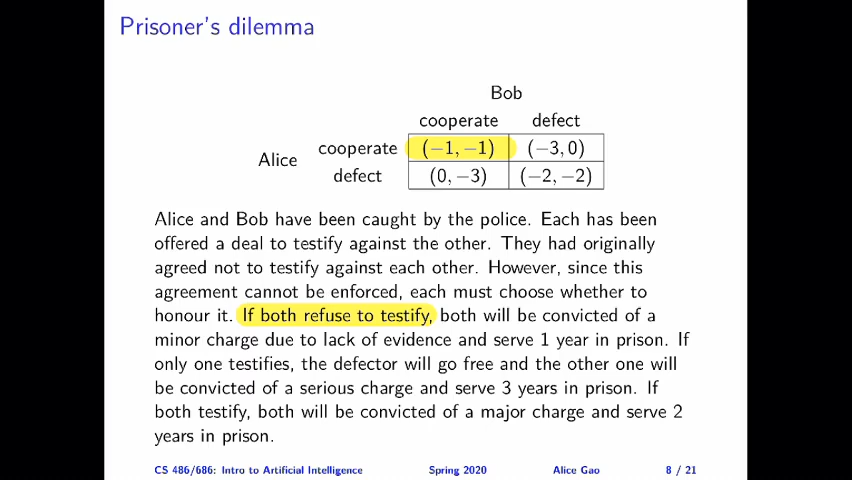 Prisoner's dilemma
Bob
cooperate defect
Alice
cooperate (−1, −1) (−3, 0)
defect (0, −3) (−2, −2)
Alice and Bob have been caught by the police. Each has been
offered a deal to testify against the other. They had originally
agreed not to testify against each other. However, since this
agreement cannot be enforced, each must choose whether to
honour it. If both refuse to testify, both will be convicted of a
minor charge due to lack of evidence and serve 1 year in prison. If
only one testifies, the defector will go free and the other one will
be convicted of a serious charge and serve 3 years in prison. If
both testify, both will be convicted of a major charge and serve 2
years in prison.
CS 486/686: Intro to Artificial Intelligence Spring 2020 Alice Gao 8 / 21